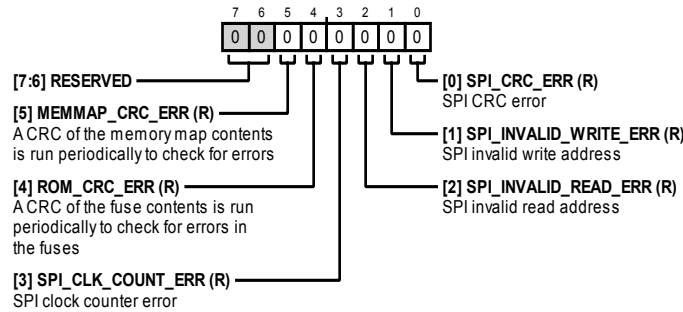 7 6 5 4 3 2 1 0
0 0 0 0 0 0 0 0
[7:6] RESERVED
[5] MEMMAP_CRC_ERR (R)
A CRC of the memory map contents
is run periodically to check for errors
[4] ROM_CRC_ERR (R)
A CRC of the fuse contents is run
periodically to check for errors in
the fuses
[3] SPI_CLK_COUNT_ERR (R)
SPI clock counter error
[0] SPI_CRC_ERR (R)
SPI CRC error
[1] SPI_INVALID_WRITE_ERR (R)
SPI invalid write address
[2] SPI_INVALID_READ_ERR (R)
SPI invalid read address